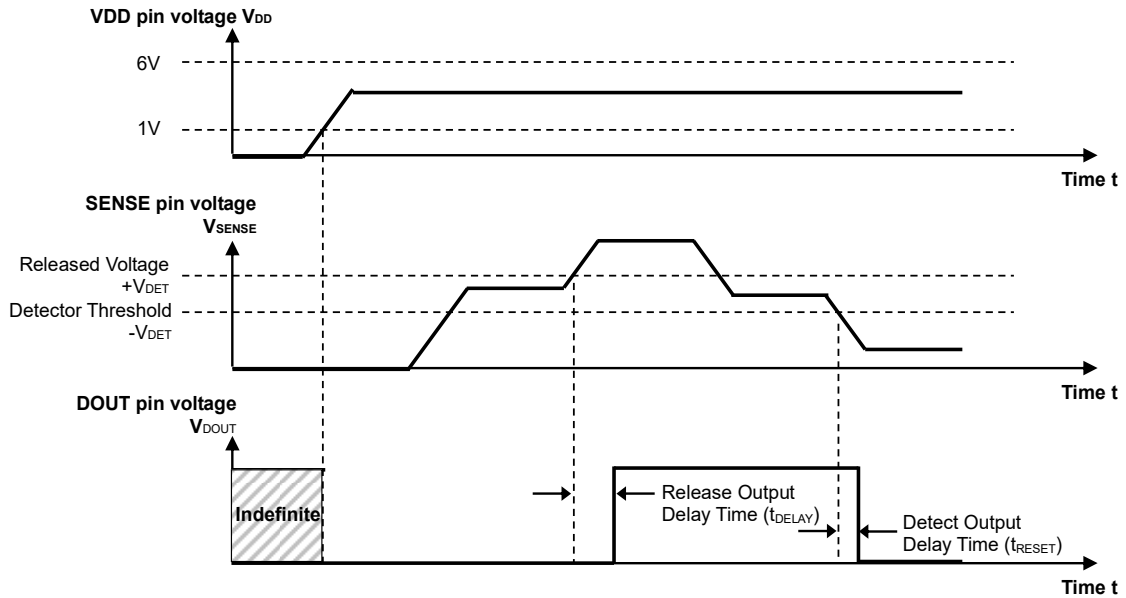 VDD pin voltage VDD
6V
1V
Time t
SENSE pin voltage
VSENSE
Released Voltage
+VDET
Detector Threshold
-VDET
Time t
DOUT pin voltage
VDOUT
Indefinite
Release Output
Delay Time (tDELAY)
Detect Output
Delay Time (tRESET)
Time t